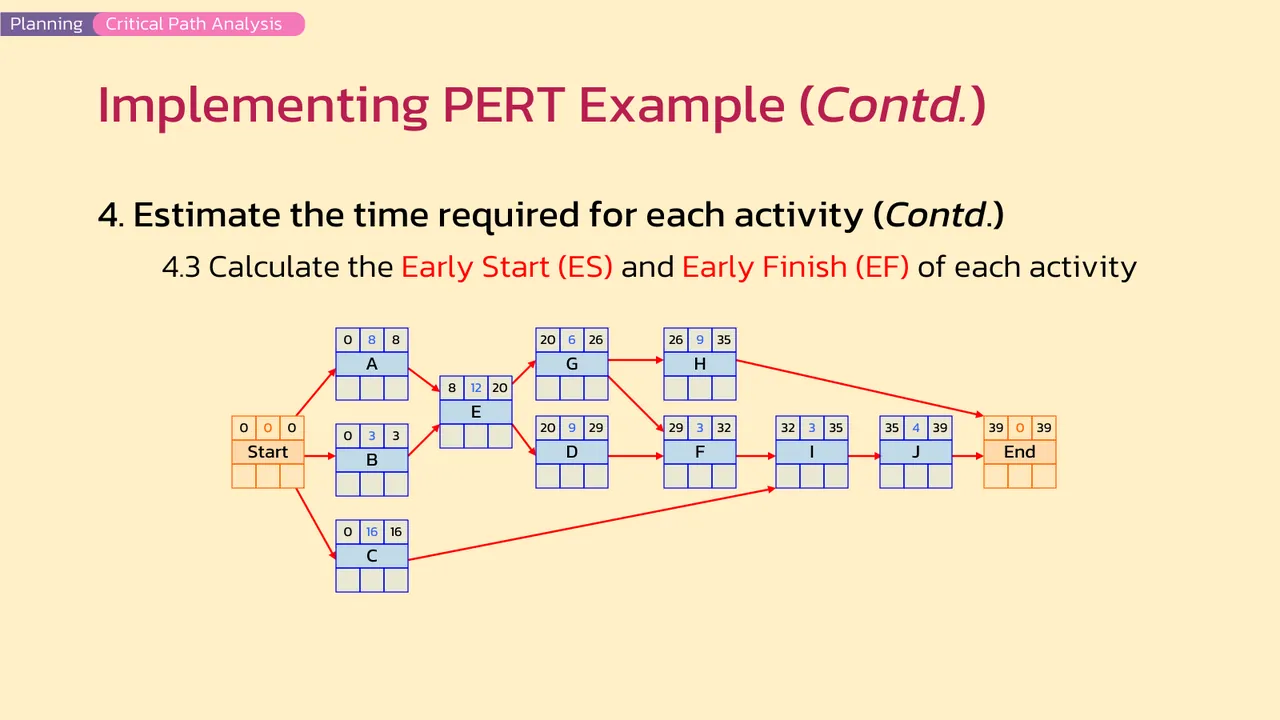 Planning Critical Path Analysis
Implementing PERT Example (Contd.)
4. Estimate the time required for each activity (Contd.)
4.3 Calculate the Early Start (ES) and Early Finish (EF) of each activity
0 8 8
A
20 6 26
G
26 9 35
H
8 12 20
E
0 0 0
Start
0 3 3
B
20 9 29
D
29 3 32
F
32 3 35
I
35 4 39
J
39 0 39
End
0 16 16
C